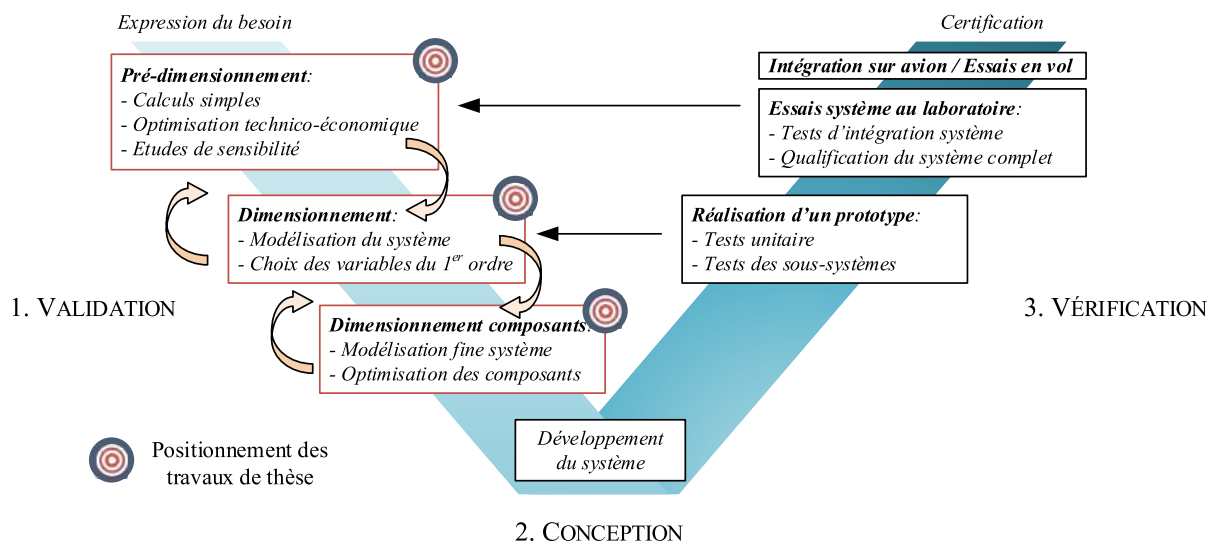 Expression du besoin
Certification
Pré-dimensionnement:
- Calculs simples
- Optimisation technico-économique
- Etudes de sensibilité
Intégration sur avion / Essais en vol
Essais système au laboratoire:
- Tests d'intégration système
- Qualification du système complet
Dimensionnement:
- Modélisation du système
- Choix des variables du 1er ordre
Réalisation d'un prototype:
- Tests unitaire
- Tests des sous-systèmes
1. VALIDATION
3. VÉRIFICATION
Dimensionnement composants:
- Modélisation fine système
- Optimisation des composants
Développement
du système
Positionnement des
travaux de thèse
2. CONCEPTION